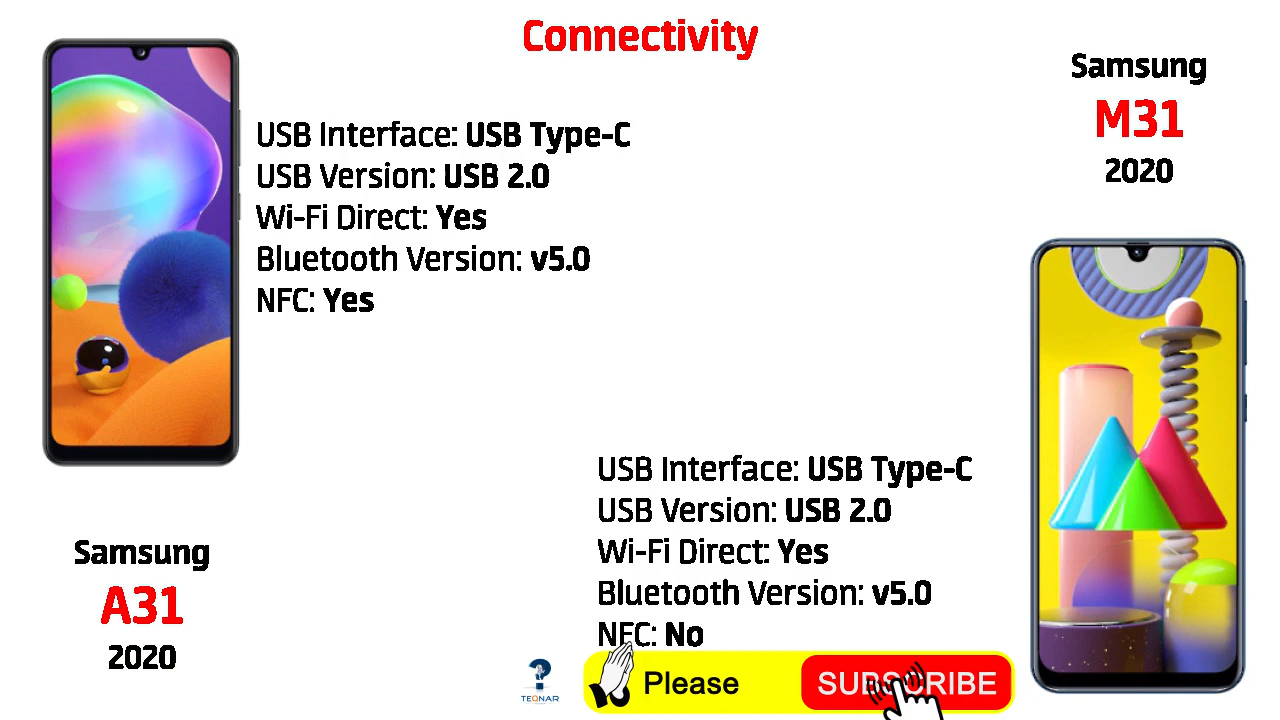 Connectivity
USB Interface: USB Type-C
USB Version: USB 2.0
Wi-Fi Direct: Yes
Bluetooth Version: v5.0
NFC: Yes
Samsung
A31
2020
Samsung
M31
2020
USB Interface: USB Type-C
USB Version: USB 2.0
Wi-Fi Direct: Yes
Bluetooth Version: v5.0
NFC: No
TEQNAR
Please
SUBSCRIBE